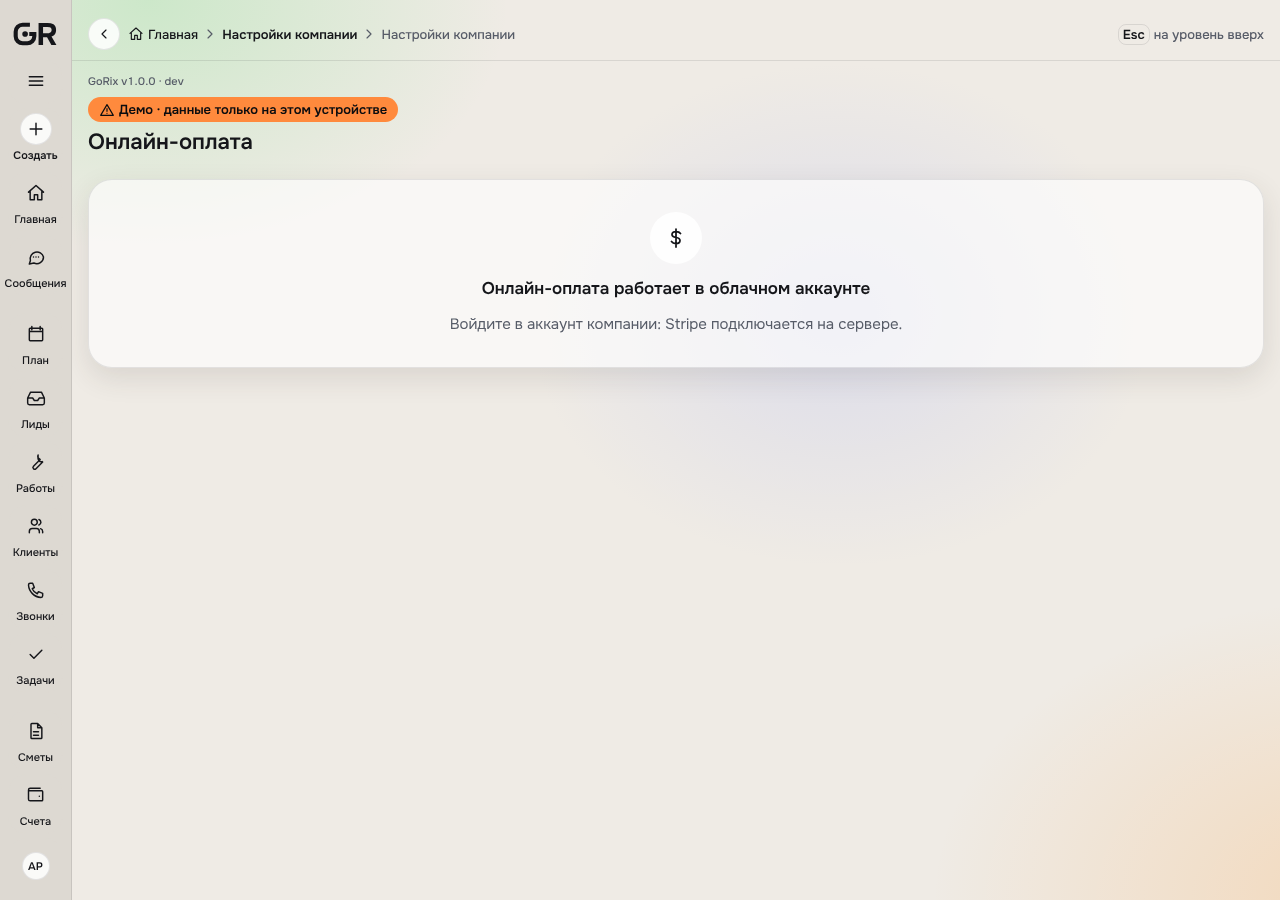 GR
Главная
Настройки компании
Настройки компании
Esc на уровень вверх
GoRix v1.0.0 · dev
Демо · данные только на этом устройстве
Онлайн-оплата
$
Онлайн-оплата работает в облачном аккаунте
Войдите в аккаунт компании: Stripe подключается на сервере.
Создать
Главная
Сообщения
План
Лиды
Работы
Клиенты
Звонки
Задачи
Сметы
Счета
AP